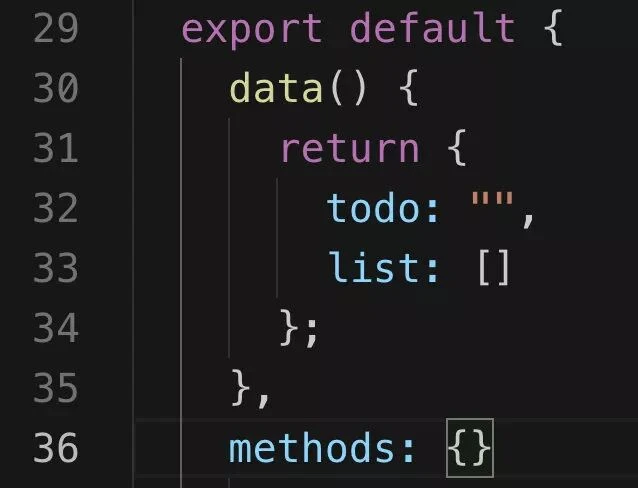 29 export default {
30 data() {
31 return {
32 todo: "",
33 list: []
34 };
35 },
36 methods: {}